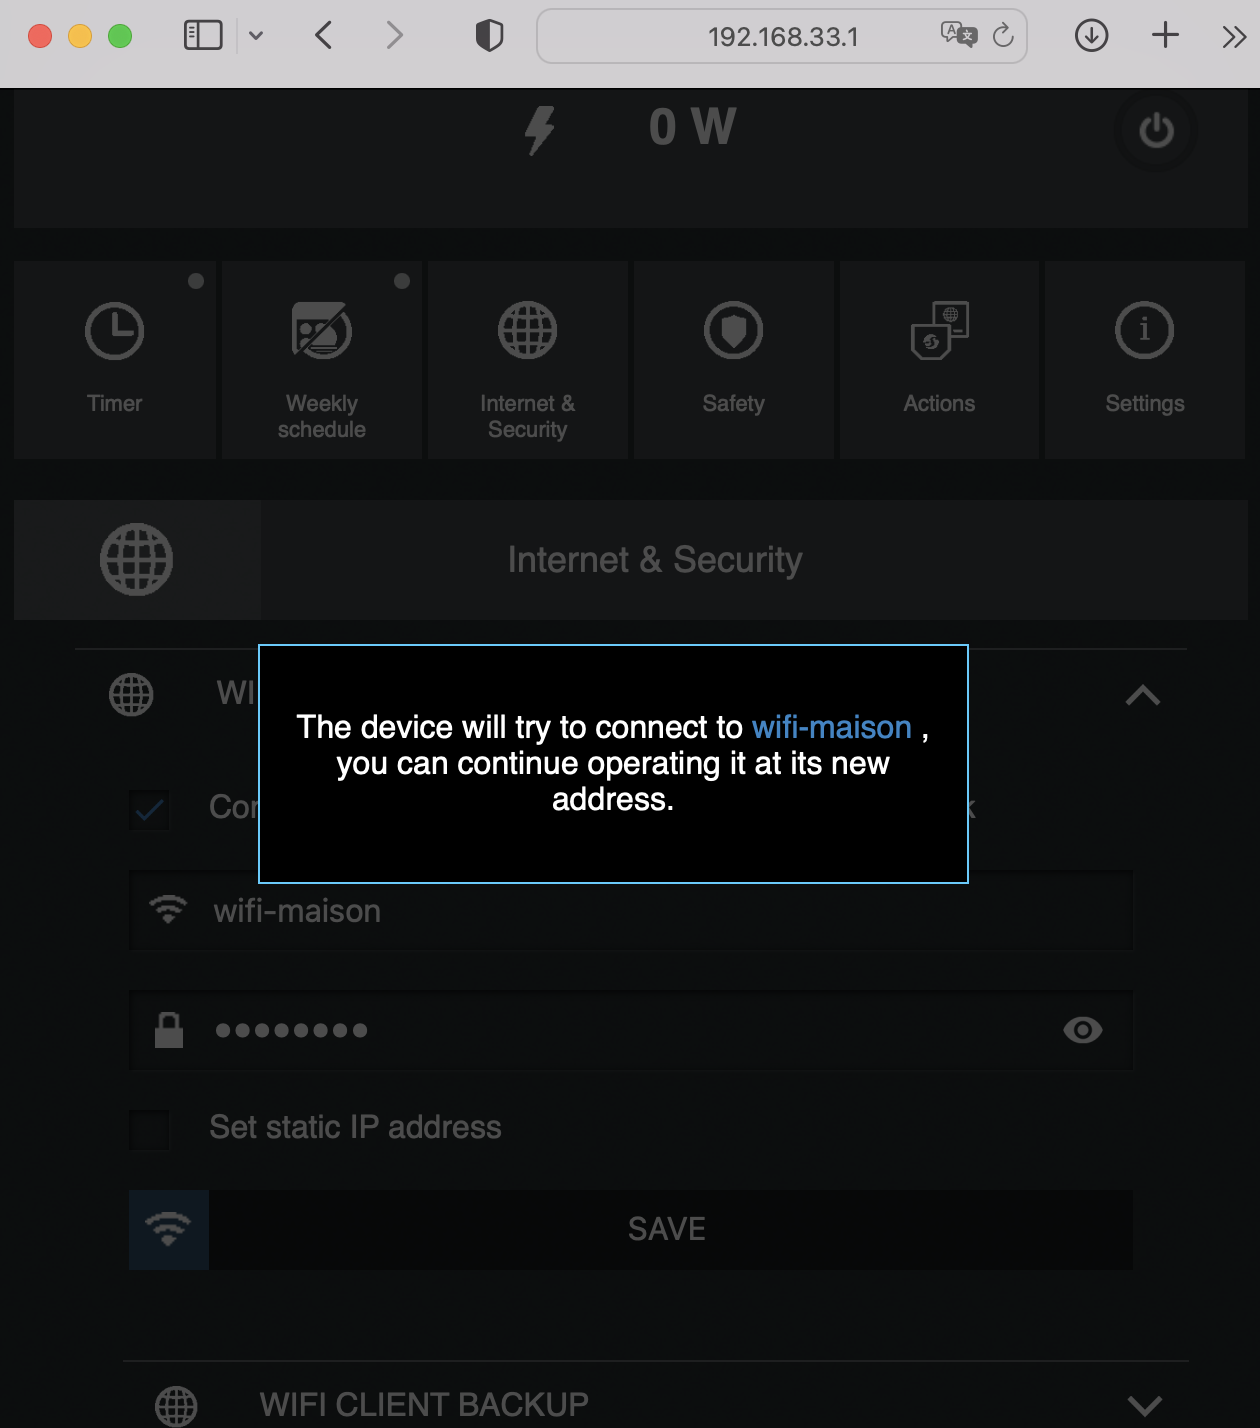 192.168.33.1
0 W
Timer
Weekly
schedule
Internet &
Security
Safety
Actions
Settings
Internet & Security
WI
The device will try to connect to wifi-maison ,
you can continue operating it at its new
address.
Con
wifi-maison
Set static IP address
SAVE
WIFI CLIENT BACKUP